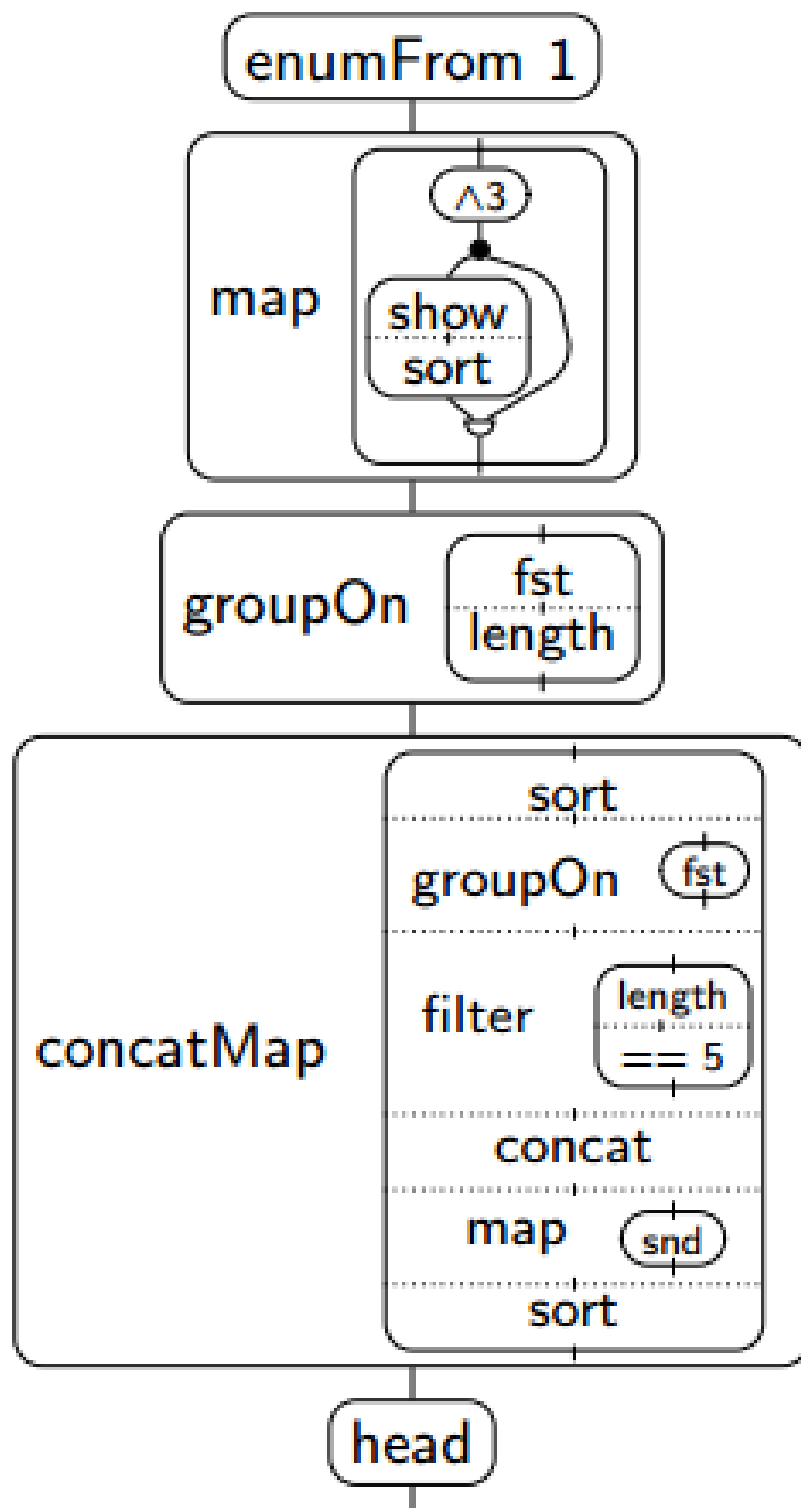 enumFrom 1
∧3
map
show
sort
fst
groupOn
length
sort
groupOn fst
length
filter
== 5
concatMap
concat
map snd
sort
head